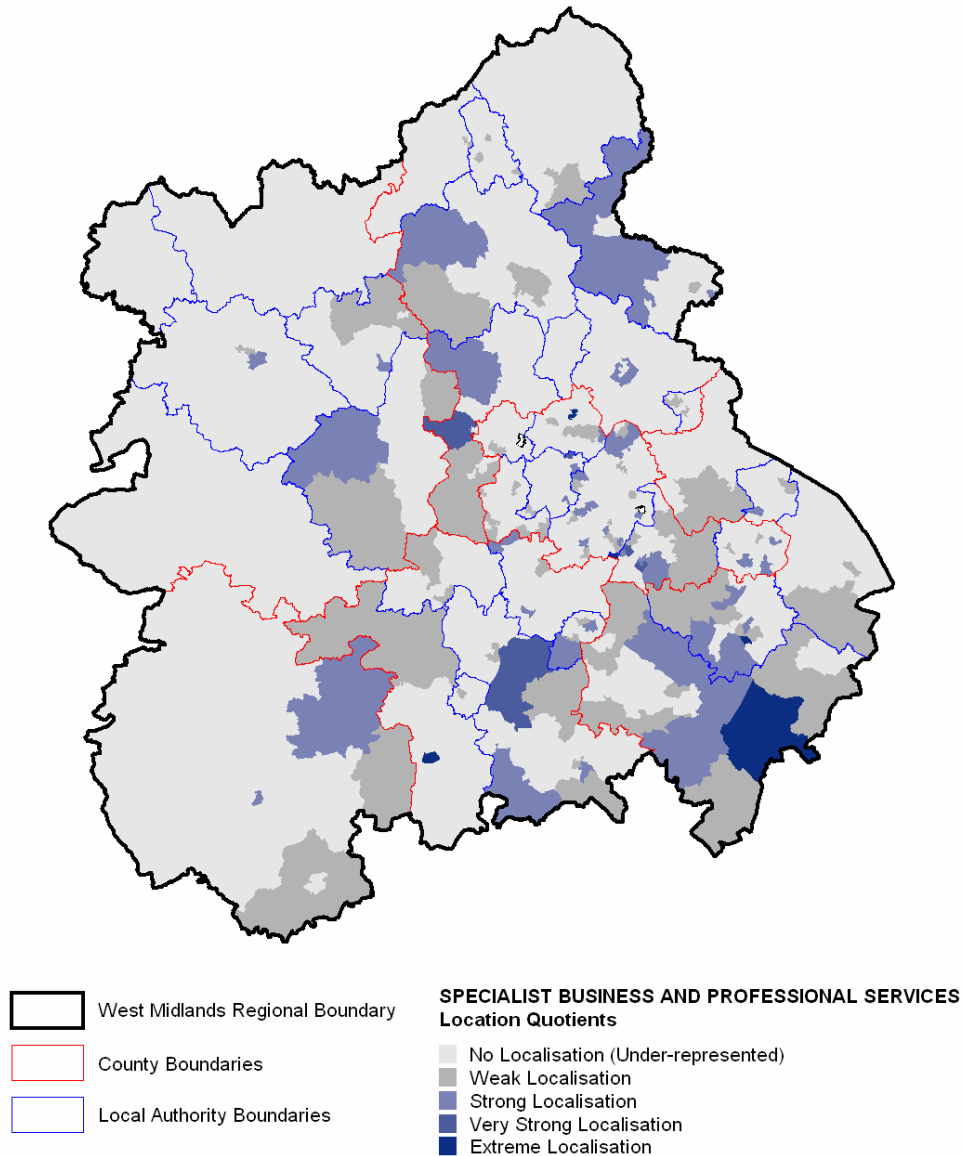 West Midlands Regional Boundary
County Boundaries
Local Authority Boundaries
SPECIALIST BUSINESS AND PROFESSIONAL SERVICES
Location Quotients
No Localisation (Under-represented)
Weak Localisation
Strong Localisation
Very Strong Localisation
Extreme Localisation